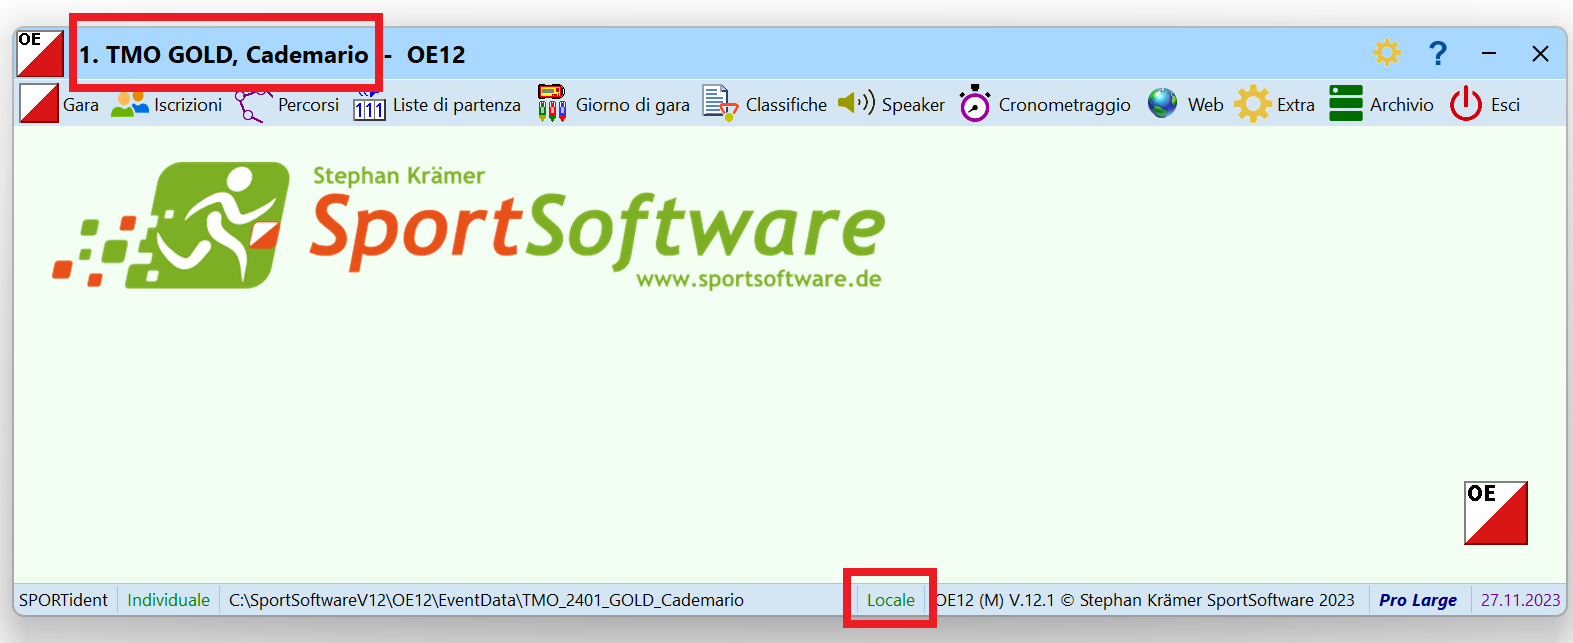 OE 1. TMO GOLD, Cademario - OE12 ?
Gara Iscrizioni Percorsi 111 Liste di partenza Giorno di gara Classifiche Speaker Cronometraggio Web Extra Archivio Esci
Stephan Krämer
SportSoftware
www.sportsoftware.de
OE
SPORTident Individuale C:\SportSoftwareV12\OE12\EventData\TMO_2401_GOLD_Cademario Locale OE12 (M) V.12.1 © Stephan Krämer SportSoftware 2023 Pro Large 27.11.2023